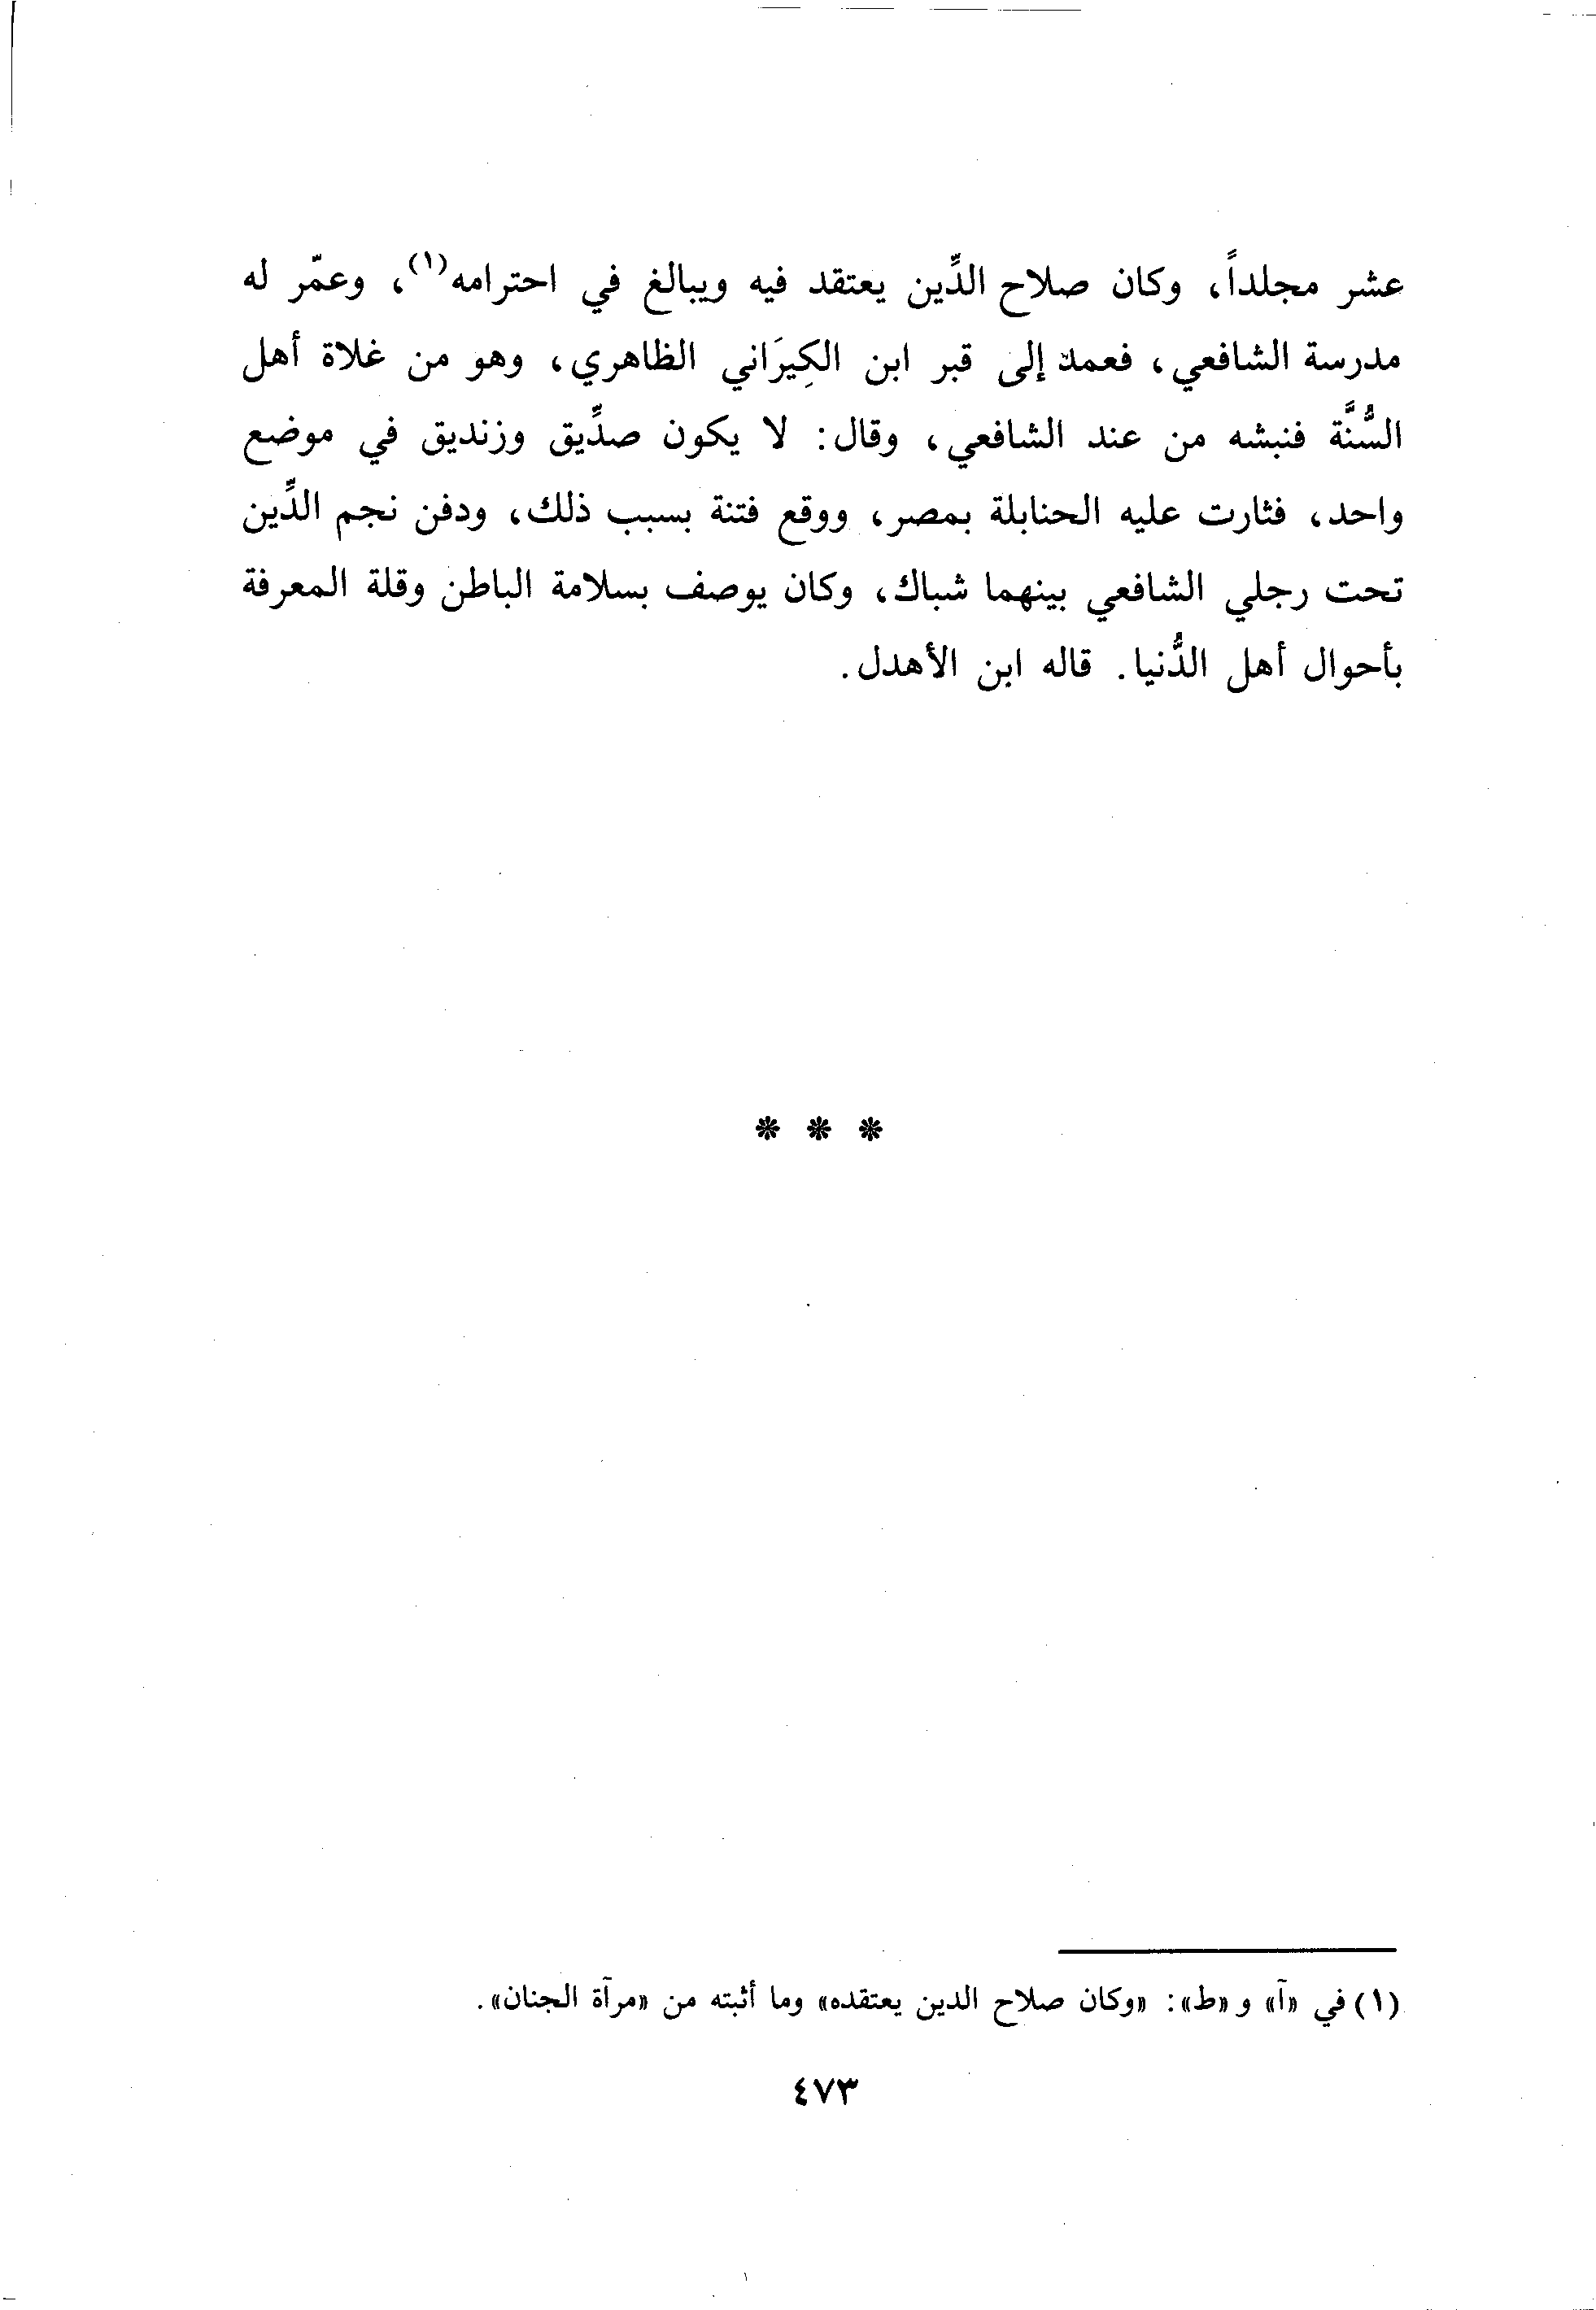 عشر مجلداً، وكان صلاح الدِّين يعتقد فيه ويبالغ في احترامه(١)، وعمّر له
مدرسة الشافعي، فعمد إلى قبر ابن الكِيزَاني الظاهري، وهو من غلاة أهل
السُّنَّة فنبشه من عند الشافعي، وقال: لا يكون صدِّيق وزنديق في موضع
واحد، فثارت عليه الحنابلة بمصر، ووقع فتنة بسبب ذلك، ودفن نجم الدِّين
تحت رجلي الشافعي بينهما شباك، وكان يوصف بسلامة الباطن وقلة المعرفة
بأحوال أهل الدُّنيا. قاله ابن الأهدل.
* * *
(١) في «آ» و «ط»: «وكان صلاح الدين يعتقده» وما أثبته من «مرآة الجنان».
٤٧٣